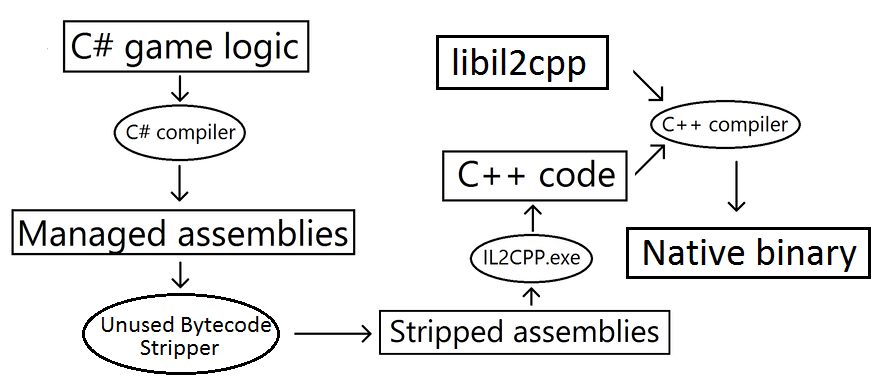 C# game logic
C# compiler
Managed assemblies
Unused Bytecode
Stripper
Stripped assemblies
IL2CPP.exe
C++ code
libil2cpp
C++ compiler
Native binary